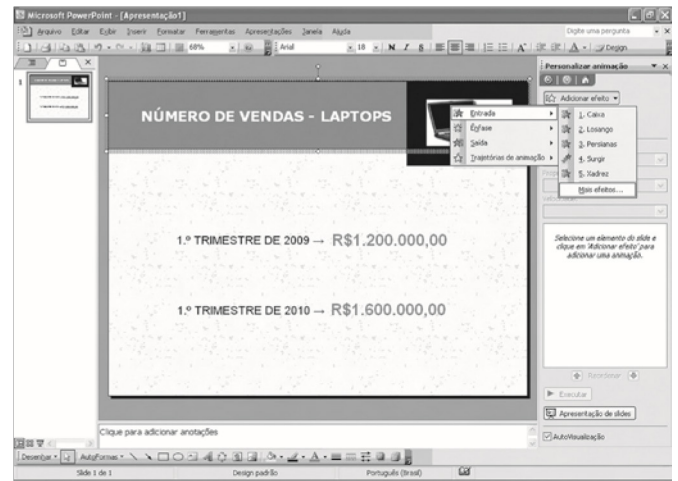 Microsoft PowerPoint - [Apresentação1]
Arquivo Editar Exibir Inserir Formatar Ferramentas Apresentações Janela Ajuda
Digite uma pergunta
68% Arial 18 N I S Design
Personalizar animação
Adicionar efeito
1
NÚMERO DE VENDAS - LAPTOPS
Entrada
Ênfase
Saída
Trajetórias de animação
1. Caixa
2. Losango
3. Persianas
4. Surgir
5. Xadrez
Mais efeitos...
1.º TRIMESTRE DE 2009 → R$1.200.000,00
1.º TRIMESTRE DE 2010 → R$1.600.000,00
Selecione um elemento do slide e
clique em 'Adicionar efeito' para
adicionar uma animação.
Reordenar
Executar
Apresentação de slides
AutoVisualização
Clique para adicionar anotações
Desenhar AutoFormas
Slide 1 de 1 Design padrão Português (Brasil)